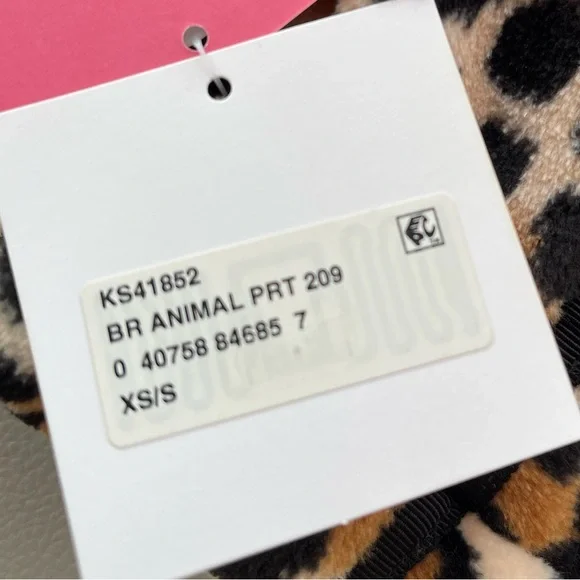 KS41852
BR ANIMAL PRT 209
0 40758 84685 7
XS/S